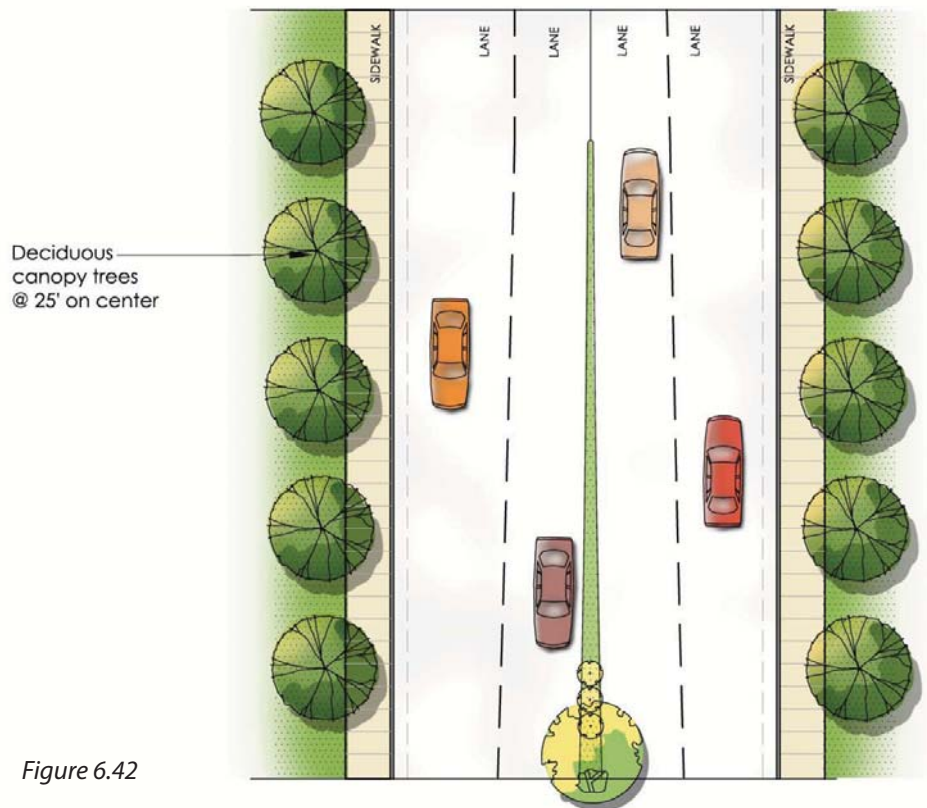 SIDEWALK
LANE
LANE
LANE
LANE
SIDEWALK
Deciduous
canopy trees
@ 25' on center
Figure 6.42